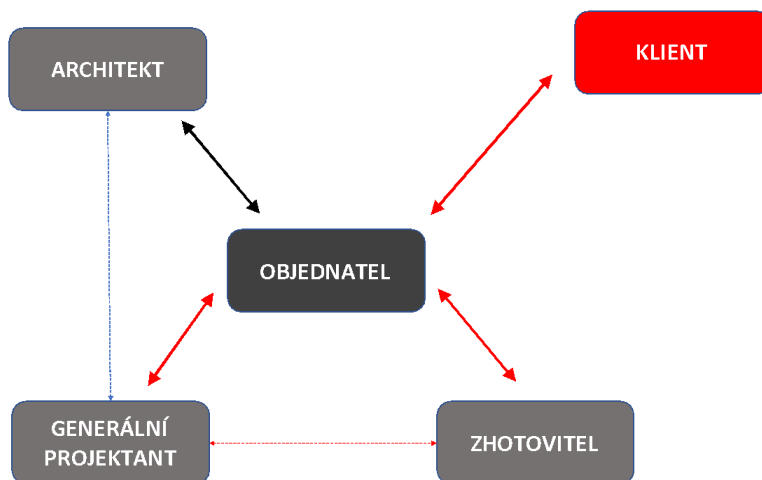 ARCHITEKT
KLIENT
OBJEDNATEL
GENERÁLNÍ
PROJEKTANT
ZHOTOVITEL